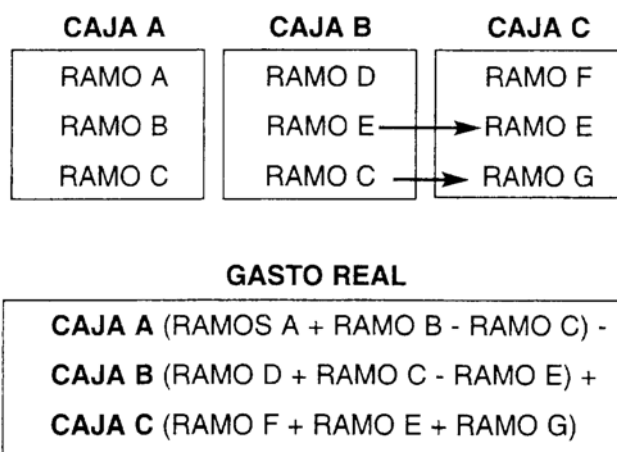 CAJA A CAJA B CAJA C
RAMO A RAMO D RAMO F
RAMO B RAMO E RAMO E
RAMO C RAMO C RAMO G
GASTO REAL
CAJA A (RAMOS A + RAMO B - RAMO C) -
CAJA B (RAMO D + RAMO C - RAMO E) +
CAJA C (RAMO F + RAMO E + RAMO G)